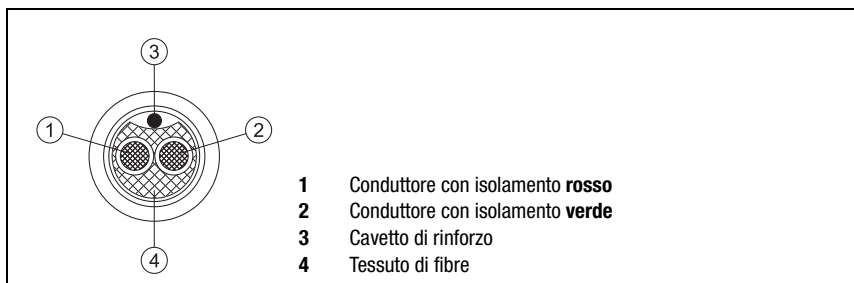 3
1
2
4
1 Conduttore con isolamento rosso
2 Conduttore con isolamento verde
3 Cavetto di rinforzo
4 Tessuto di fibre